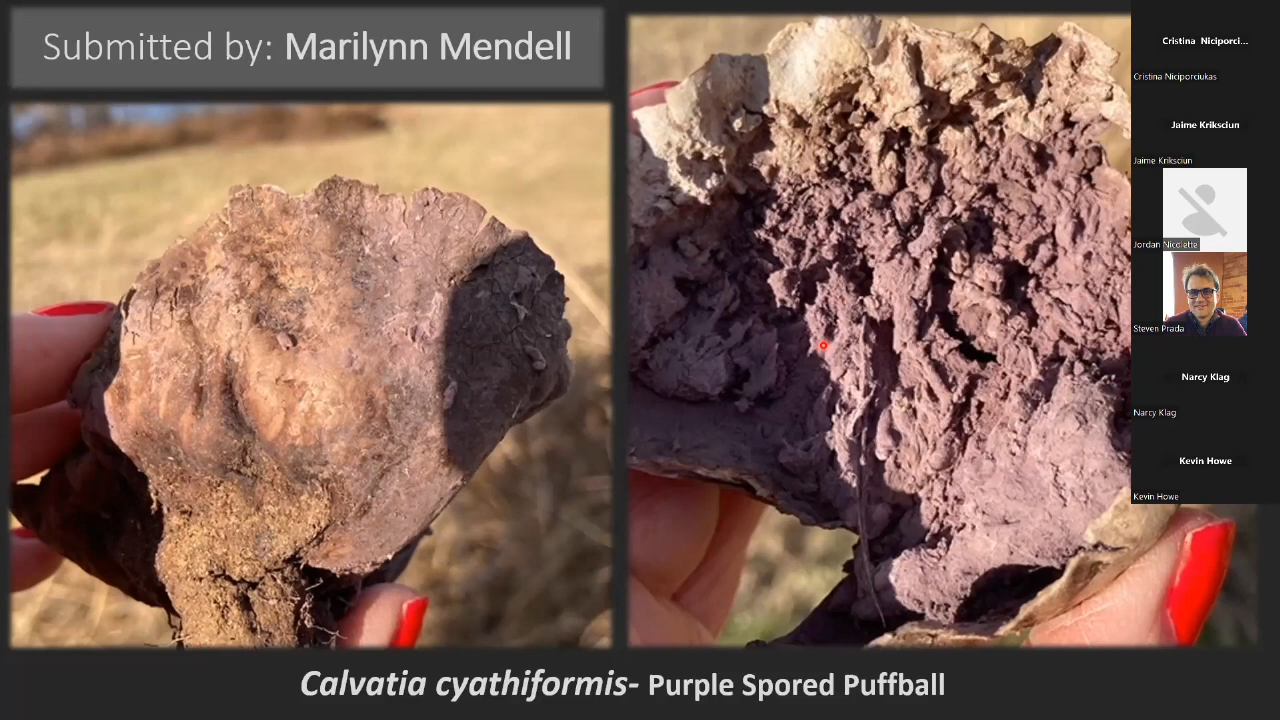 Submitted by: Marilynn Mendell
Calvatia cyathiformis- Purple Spored Puffball
Cristina Niciporci...
Cristina Niciporciukas
Jaime Kriksciun
Jaime Kriksciun
Jordan Nicolette
Steven Prada
Narcy Klag
Narcy Klag
Kevin Howe
Kevin Howe